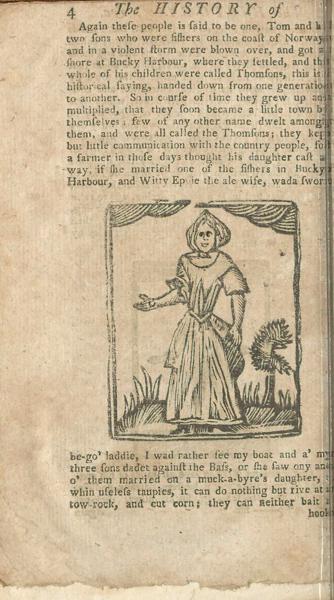 4 The HISTORY of
Again these people is said to be one, Tom and h
two sons who were fishers on the coast of Norway
and in a violent storm were blown over, and got a
shore at Bucky Harbour, where they settled, and th
whole of his children were called Thomsons, this is
historical saying, handed down from one generation
to another. So in course of time they grew up and
multiplied, that they soon became a little town by
themselves; few of any other name dwelt among
them, and were all called the Thomsons; they kep
but little communication with the country people, for
a farmer in those days thought his daughter cast a
way, if she married one of the fishers in Bucky
Harbour, and Witty Eppie the ale wife, wada sworn
be-go' laddie, I wad rather see my boat and a' my
three sons dadet against the Bass, or she saw ony an
o' them married on a muck-a-byre's daughter,
whin useless taupies, it can do nothing but rive at
tow-rock, and cut corn; they can neither bait
hook